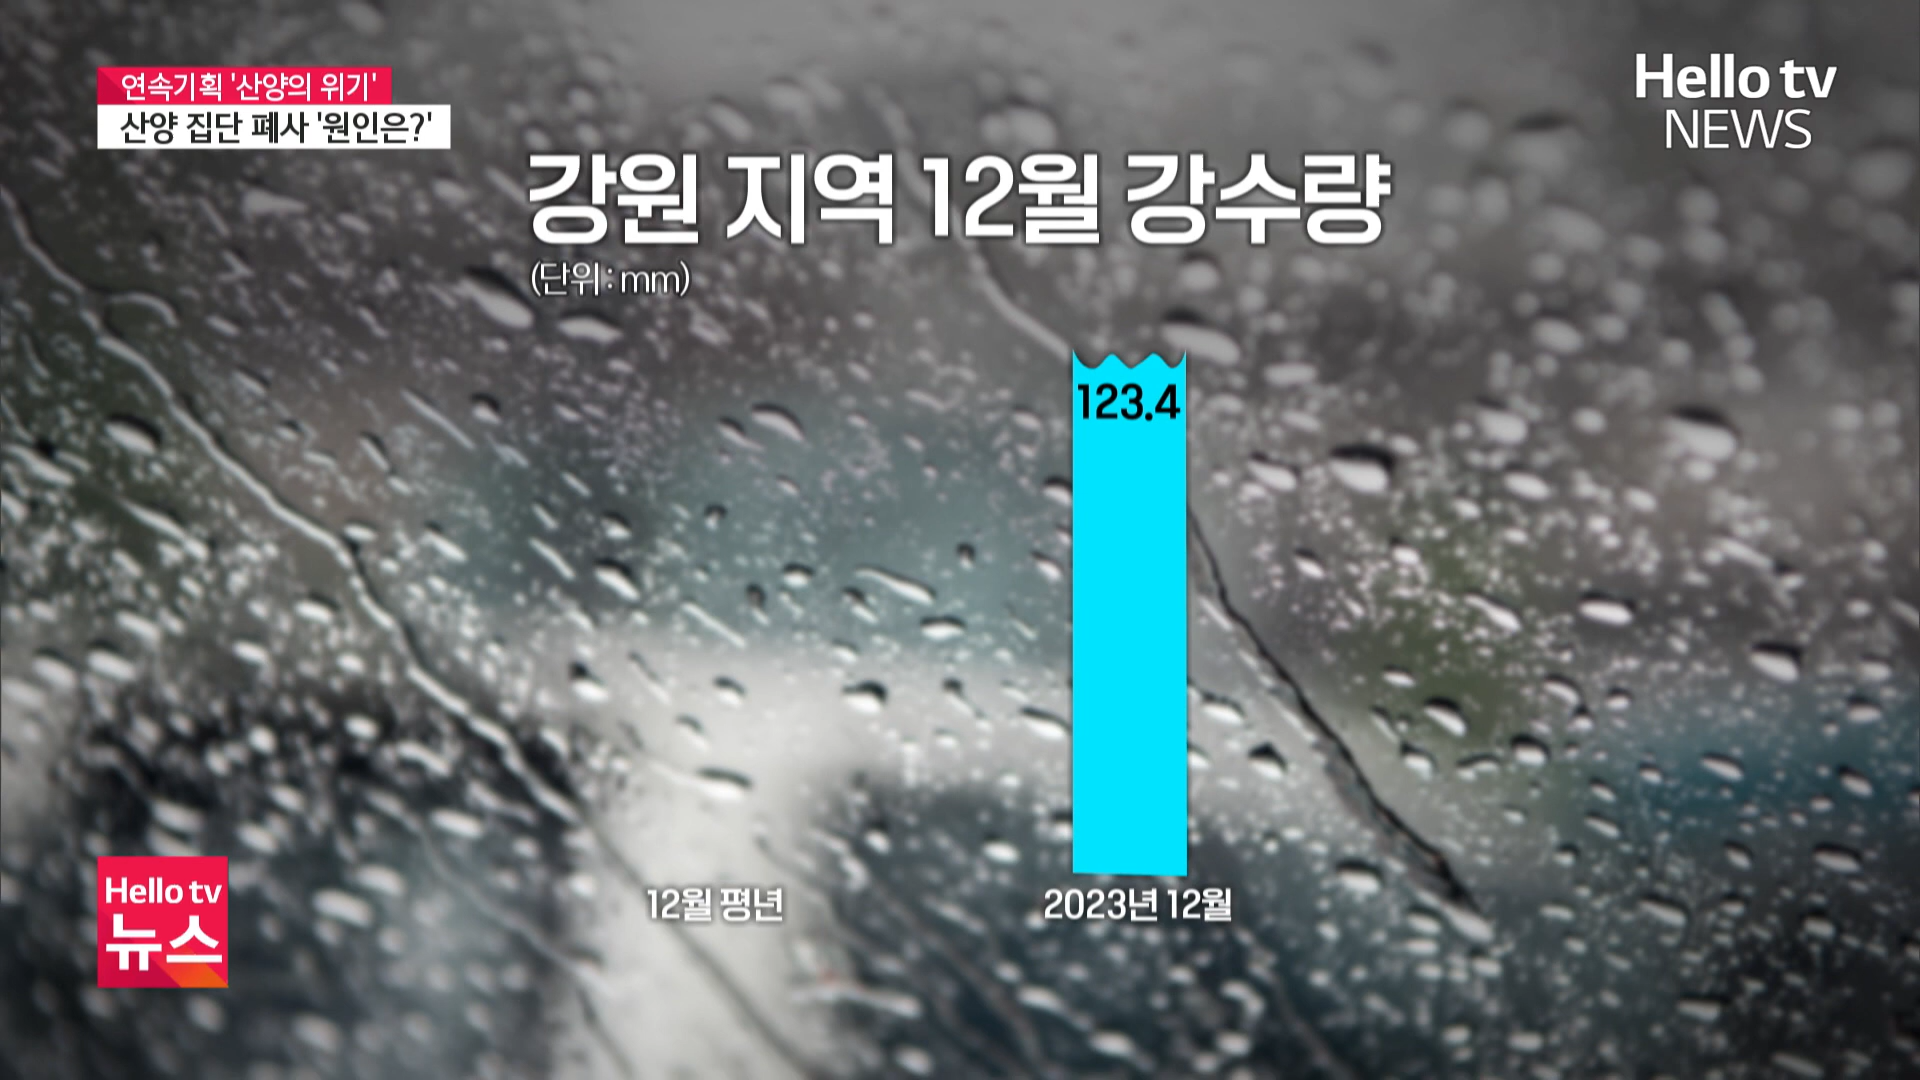 연속기획 '산양의 위기'
산양 집단 폐사 '원인은?'
Hello tv
NEWS
강원 지역 12월 강수량
(단위 : mm)
123.4
12월 평년
2023년 12월
Hello tv
뉴스